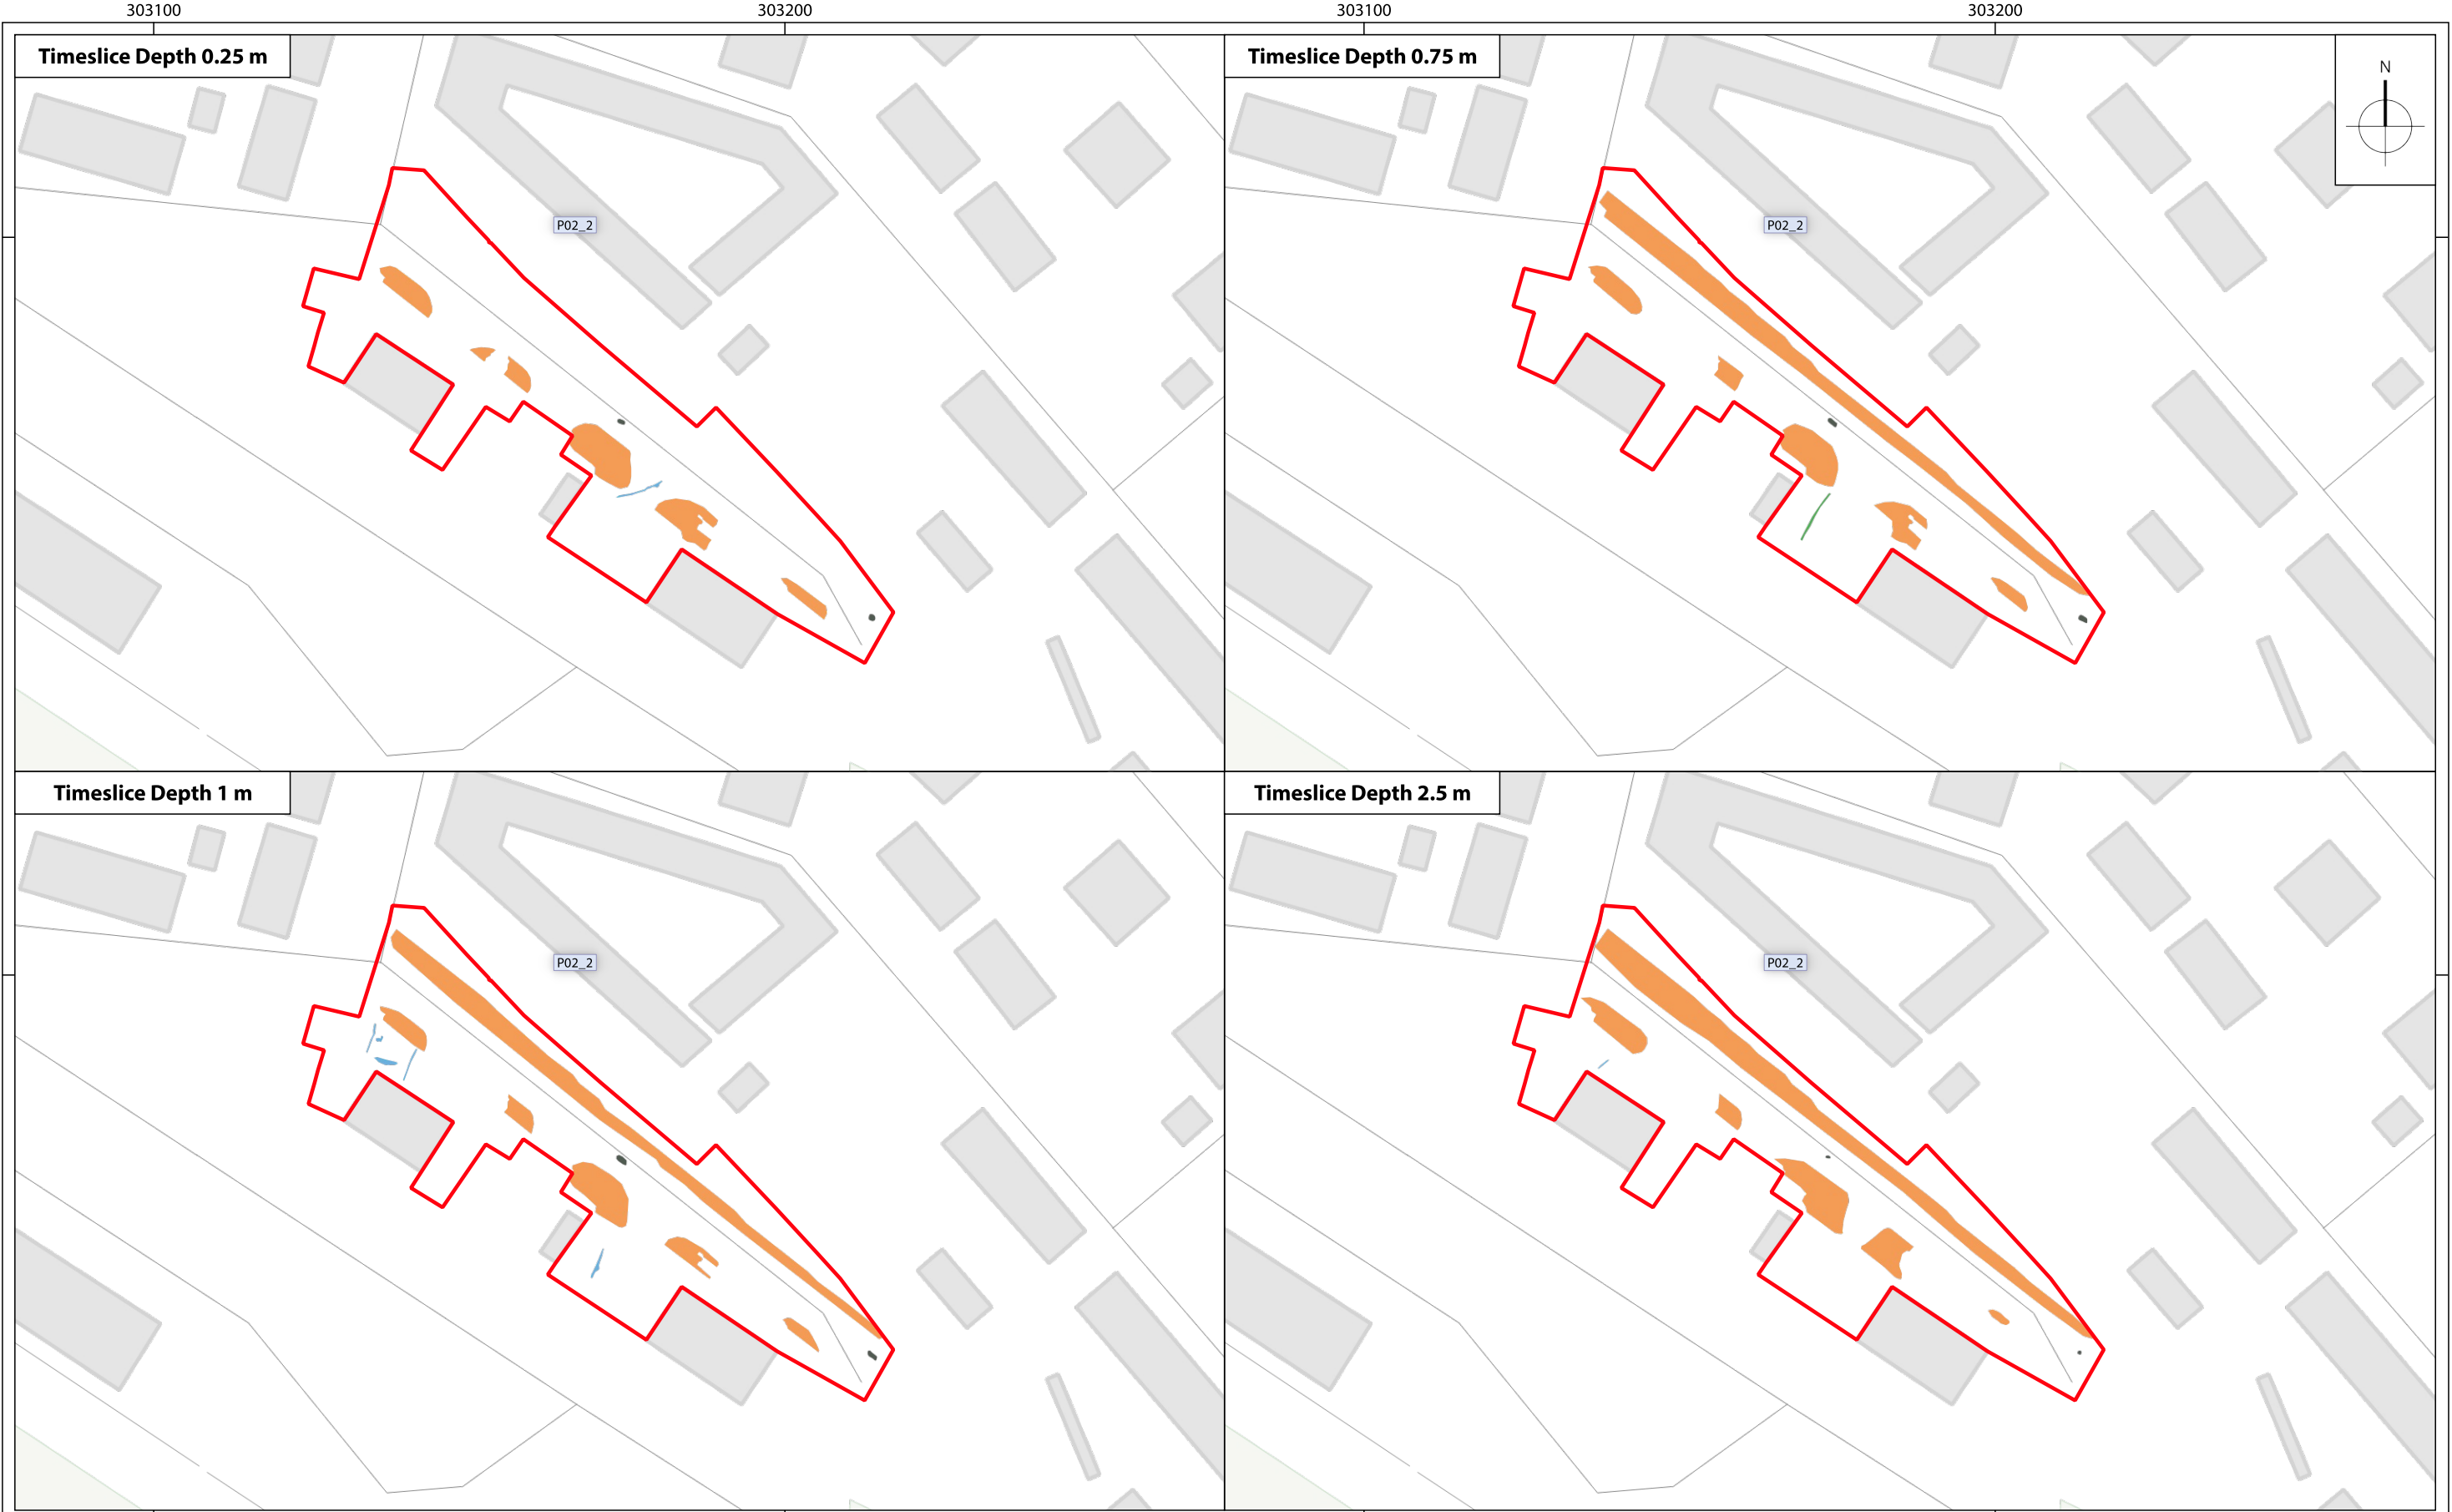 303100
303200
303100
303200
Timeslice Depth 0.25 m
Timeslice Depth 0.75 m
N
P02_2
P02_2
Timeslice Depth 1 m
Timeslice Depth 2.5 m
P02_2
P02_2